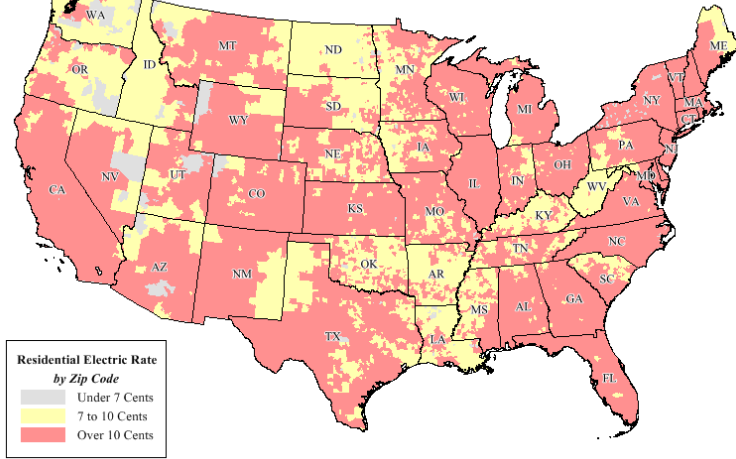 WA
MT
ND
MN
ME
OR
ID
SD
WI
MI
VT
NY
MA
CT
WY
NE
IA
PA
NJ
NV
UT
CO
IL
IN
OH
MD
WV
VA
CA
KS
MO
KY
NC
AZ
NM
OK
AR
TN
SC
MS
AL
GA
TX
LA
FL
Residential Electric Rate
by Zip Code
Under 7 Cents
7 to 10 Cents
Over 10 Cents